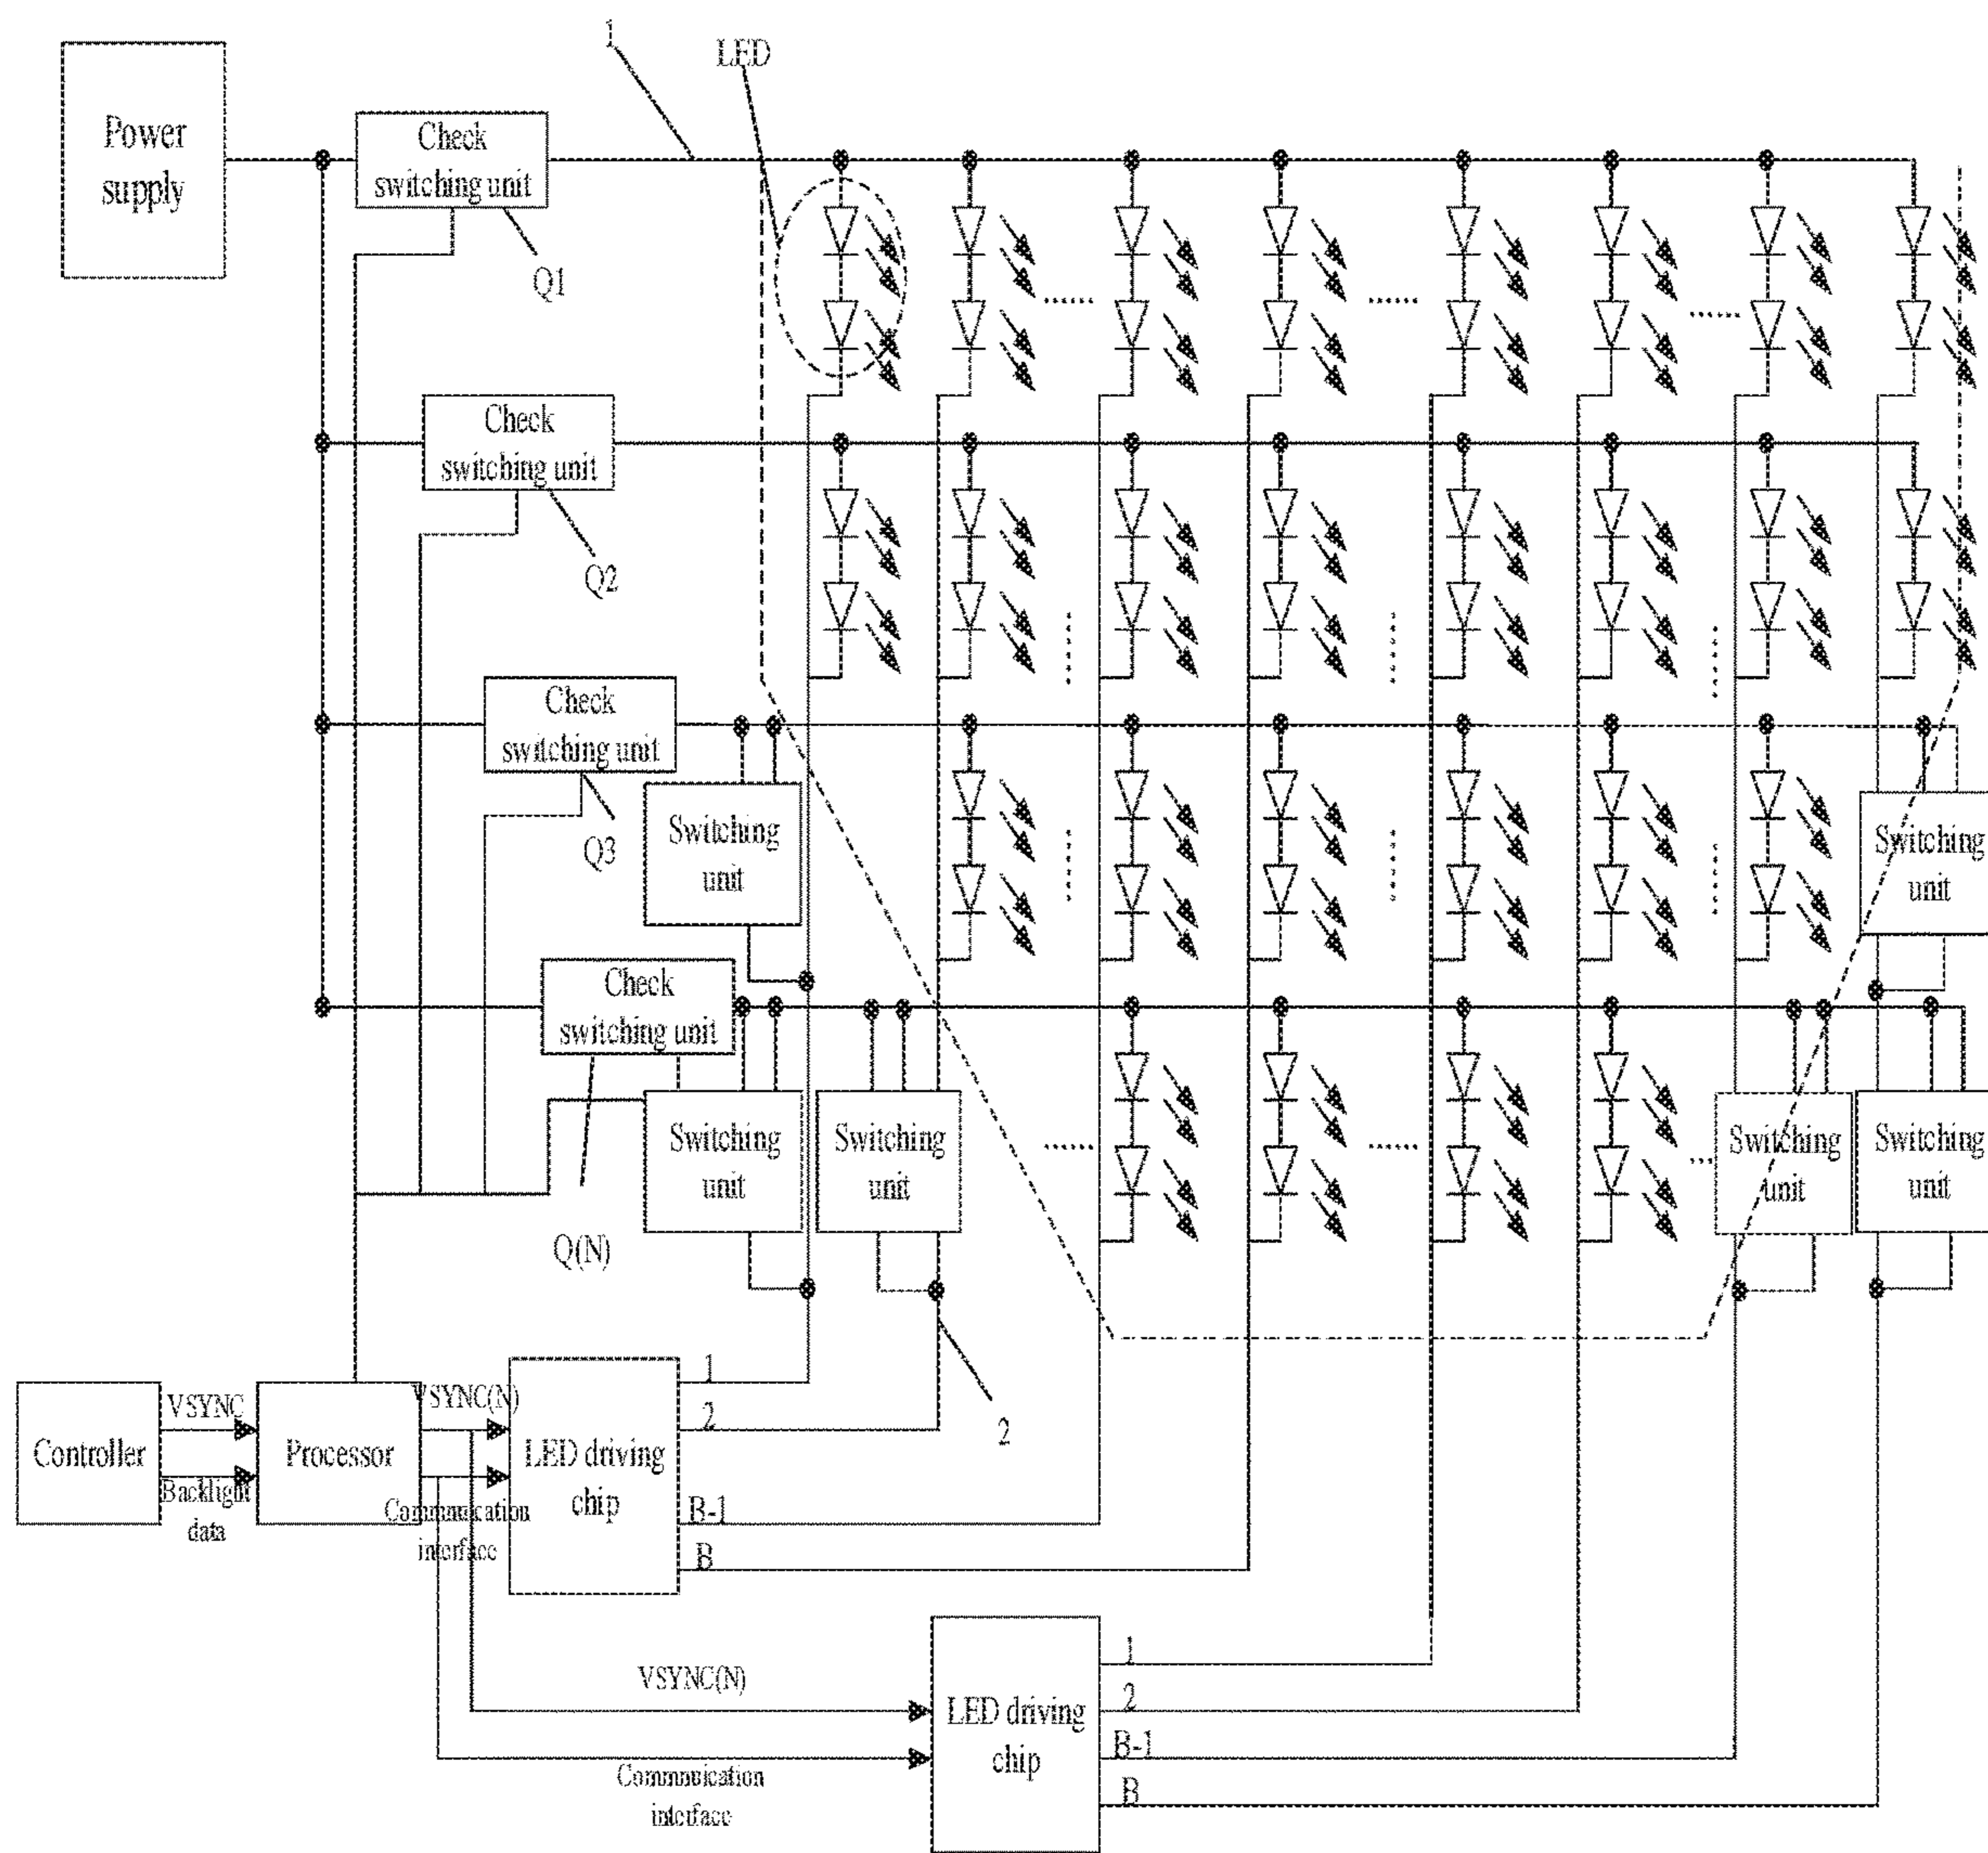 1
LED
Power
supply
Check
switching unit
Q1
Check
switching unit
Q2
Check
switching unit
Q3
Switching
unit
Switching
unit
Check
switching unit
Q(N)
Switching
unit
Switching
unit
Switching
unit
Switching
unit
2
Controller
VSYNC
Backlight
data
Processor
VSYNC(N)
Communication
interface
LED driving
chip
1
2
B-1
B
VSYNC(N)
Communication
interface
LED driving
chip
1
2
B-1
B